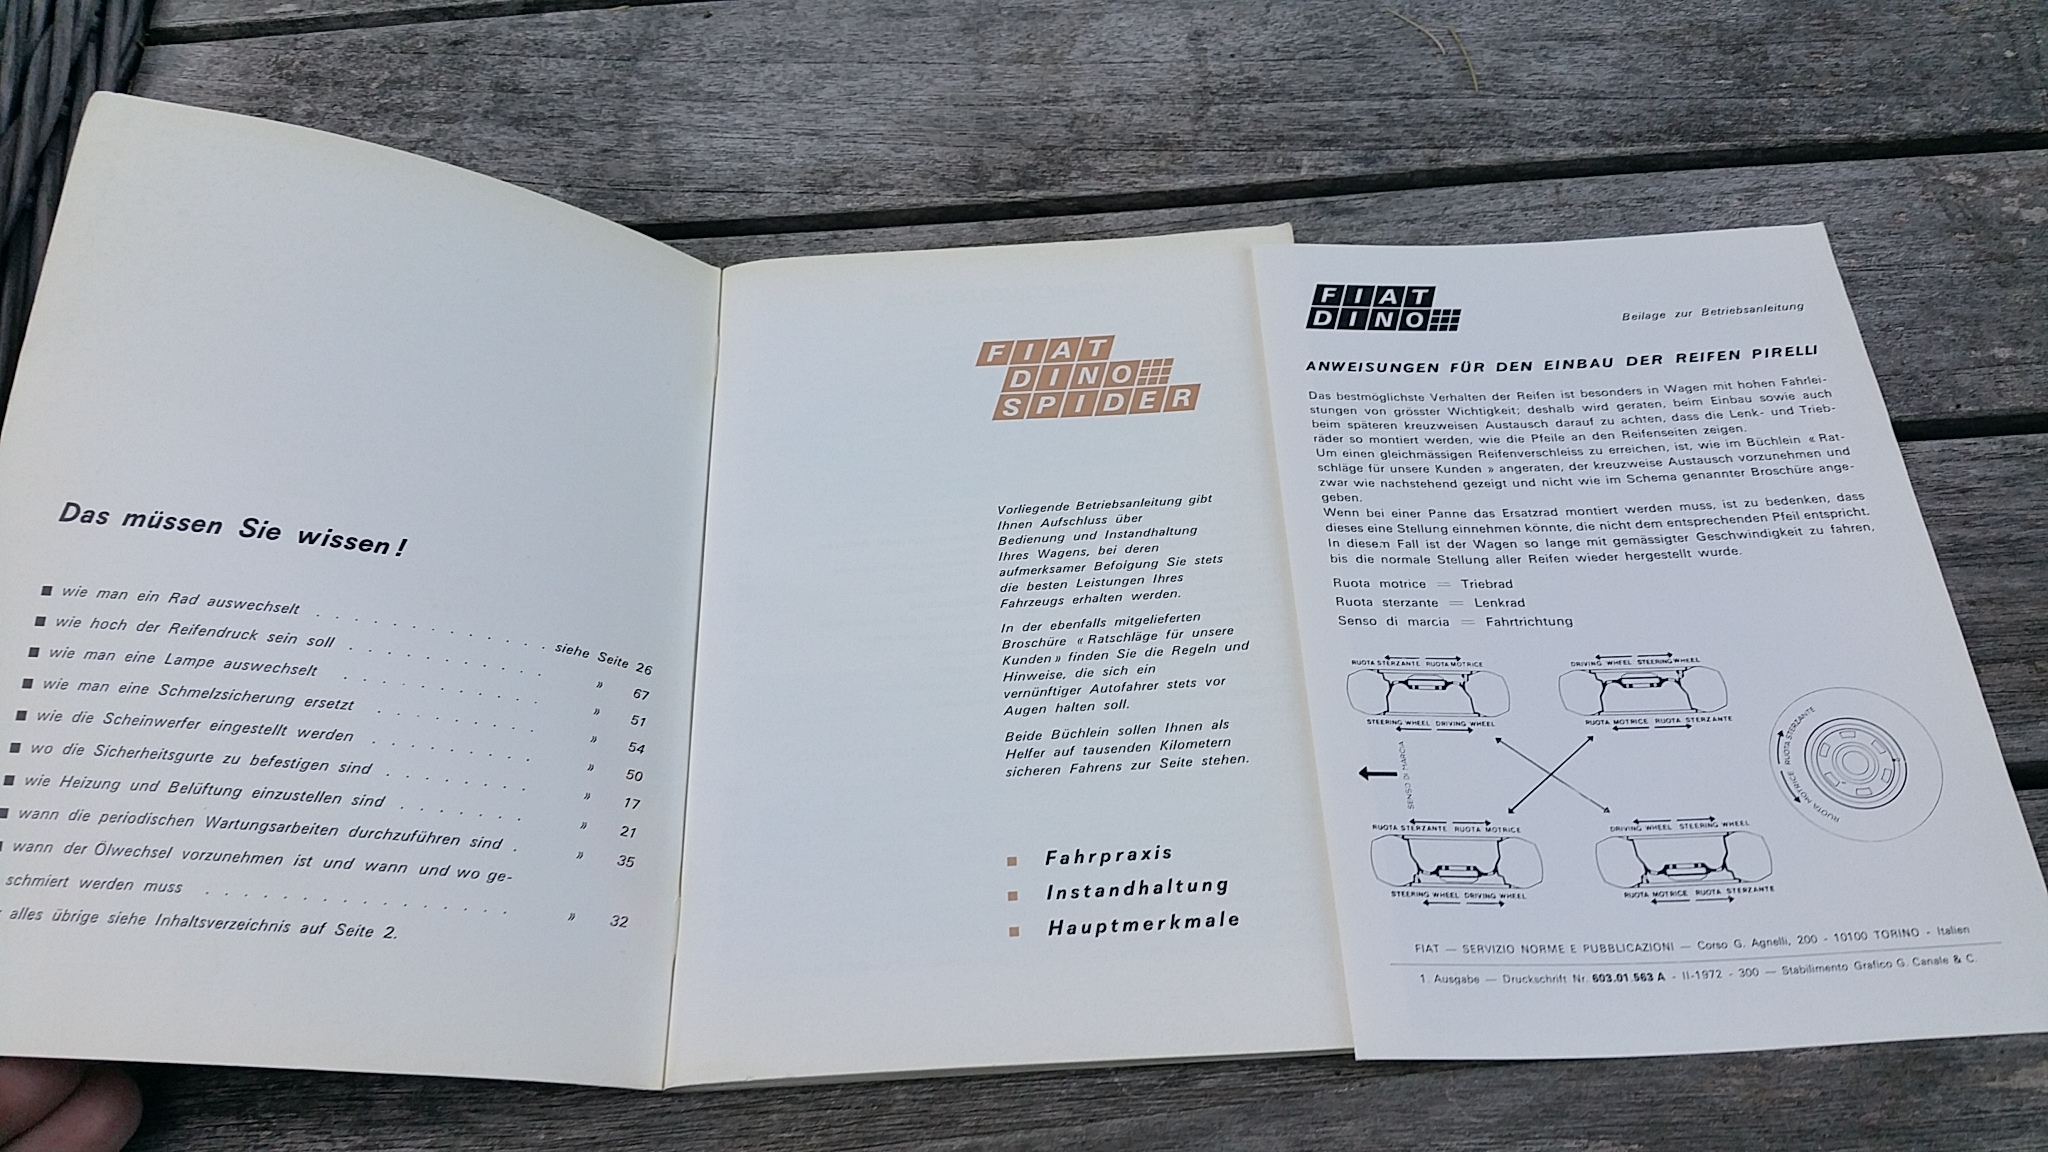 Das müssen Sie wissen!
■ wie man ein Rad auswechselt . . . . . . . . . . . . siehe Seite 26
■ wie hoch der Reifendruck sein soll . . . . . . . . . » 67
■ wie man eine Lampe auswechselt . . . . . . . . . » 51
■ wie man eine Schmelzsicherung ersetzt . . . . . . . . » 54
■ wie die Scheinwerfer eingestellt werden . . . . . . . . » 50
■ wo die Sicherheitsgurte zu befestigen sind . . . . . . . » 17
■ wie Heizung und Belüftung einzustellen sind . . . . . . » 21
■ wann die periodischen Wartungsarbeiten durchzuführen sind . » 35
■ wann der Ölwechsel vorzunehmen ist und wann und wo ge-
schmiert werden muss . . . . . . . . . . . . . . » 32
alles übrige siehe Inhaltsverzeichnis auf Seite 2.
FIAT
DINO
SPIDER
Vorliegende Betriebsanleitung gibt
Ihnen Aufschluss über
Bedienung und Instandhaltung
Ihres Wagens, bei deren
aufmerksamer Befolgung Sie stets
die besten Leistungen Ihres
Fahrzeugs erhalten werden.
In der ebenfalls mitgelieferten
Broschüre « Ratschläge für unsere
Kunden » finden Sie die Regeln und
Hinweise, die sich ein
vernünftiger Autofahrer stets vor
Augen halten soll.
Beide Büchlein sollen Ihnen als
Helfer auf tausenden Kilometern
sicheren Fahrens zur Seite stehen.
■ Fahrpraxis
■ Instandhaltung
■ Hauptmerkmale
FIAT
DINO
Beilage zur Betriebsanleitung
ANWEISUNGEN FÜR DEN EINBAU DER REIFEN PIRELLI
Das bestmöglichste Verhalten der Reifen ist besonders in Wagen mit hohen Fahrlei-
stungen von grösster Wichtigkeit; deshalb wird geraten, beim Einbau sowie auch
beim späteren kreuzweisen Austausch darauf zu achten, dass die Lenk- und Trieb-
räder so montiert werden, wie die Pfeile an den Reifenseiten zeigen.
Um einen gleichmässigen Reifenverschleiss zu erreichen, ist, wie im Büchlein « Rat-
schläge für unsere Kunden » angeraten, der kreuzweise Austausch vorzunehmen und
zwar wie nachstehend gezeigt und nicht wie im Schema genannter Broschüre ange-
geben.
Wenn bei einer Panne das Ersatzrad montiert werden muss, ist zu bedenken, dass
dieses eine Stellung einnehmen könnte, die nicht dem entsprechenden Pfeil entspricht.
In diesem Fall ist der Wagen so lange mit gemässigter Geschwindigkeit zu fahren,
bis die normale Stellung aller Reifen wieder hergestellt wurde.
Ruota motrice = Triebrad
Ruota sterzante = Lenkrad
Senso di marcia = Fahrtrichtung
RUOTA STERZANTE RUOTA MOTRICE
DRIVING WHEEL STEERING WHEEL
STEERING WHEEL DRIVING WHEEL
RUOTA MOTRICE RUOTA STERZANTE
SENSO DI MARCIA
RUOTA MOTRICE RUOTA STERZANTE
RUOTA
RUOTA STERZANTE RUOTA MOTRICE
DRIVING WHEEL STEERING WHEEL
STEERING WHEEL DRIVING WHEEL
RUOTA MOTRICE RUOTA STERZANTE
FIAT — SERVIZIO NORME E PUBBLICAZIONI — Corso G. Agnelli, 200 - 10100 TORINO - Italien
1. Ausgabe — Druckschrift Nr. 603.01.563 A - II-1972 - 300 — Stabilimento Grafico G. Canale & C.